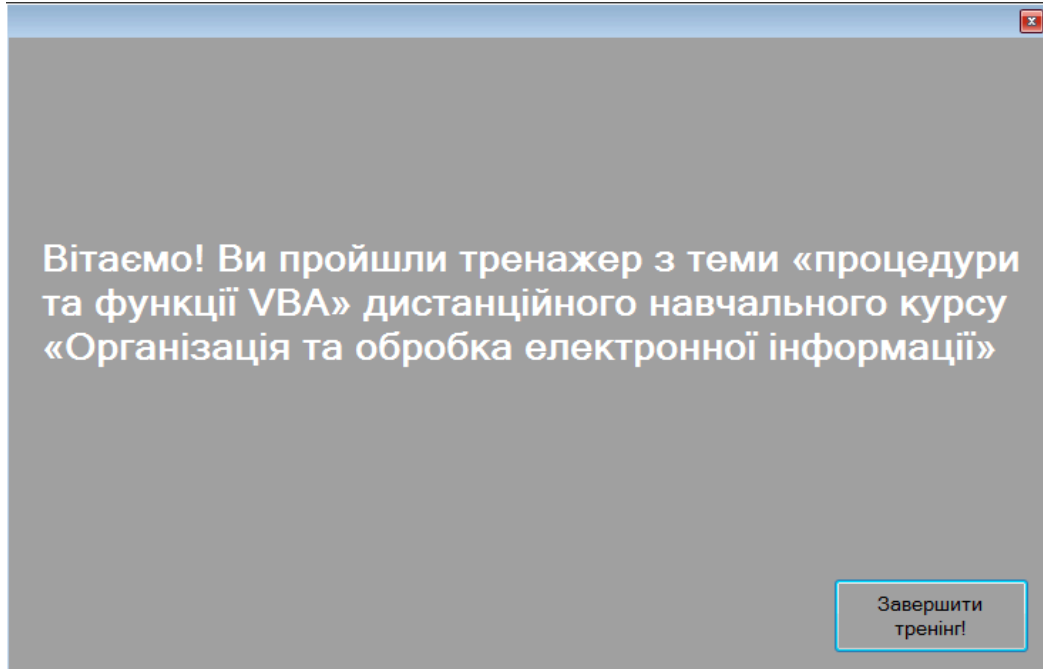 Вітаємо! Ви пройшли тренажер з теми «процедури
та функції VBA» дистанційного навчального курсу
«Організація та обробка електронної інформації»
Завершити
тренінг!